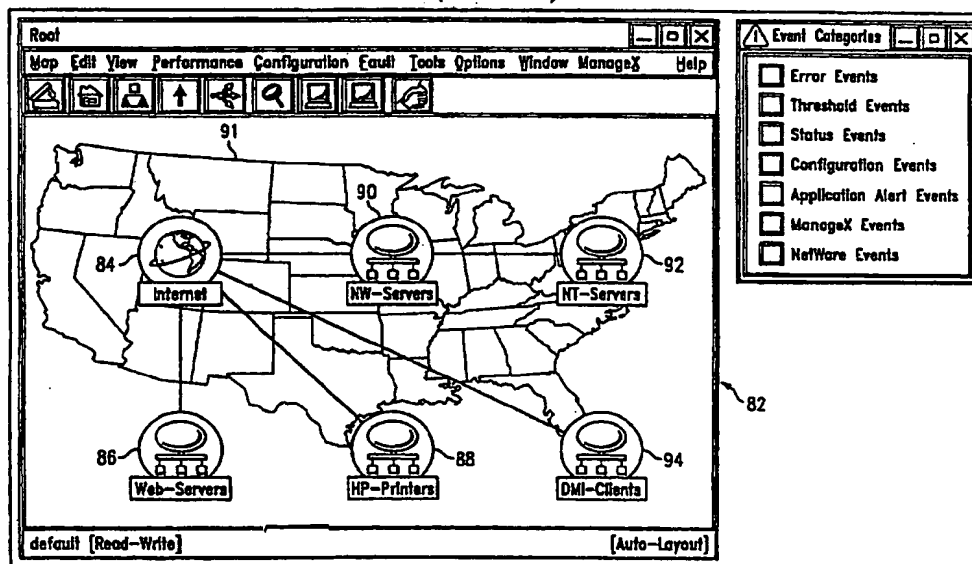 Root
Map Edit View Performance Configuration Fault Tools Options Window ManageX Help
91
90
84
Internet
NW-Servers
NT-Servers
92
86
Web-Servers
88
HP-Printers
94
DMI-Clients
82
default [Read-Write]
[Auto-Layout]
Event Categories
Error Events
Threshold Events
Status Events
Configuration Events
Application Alert Events
ManageX Events
NetWare Events